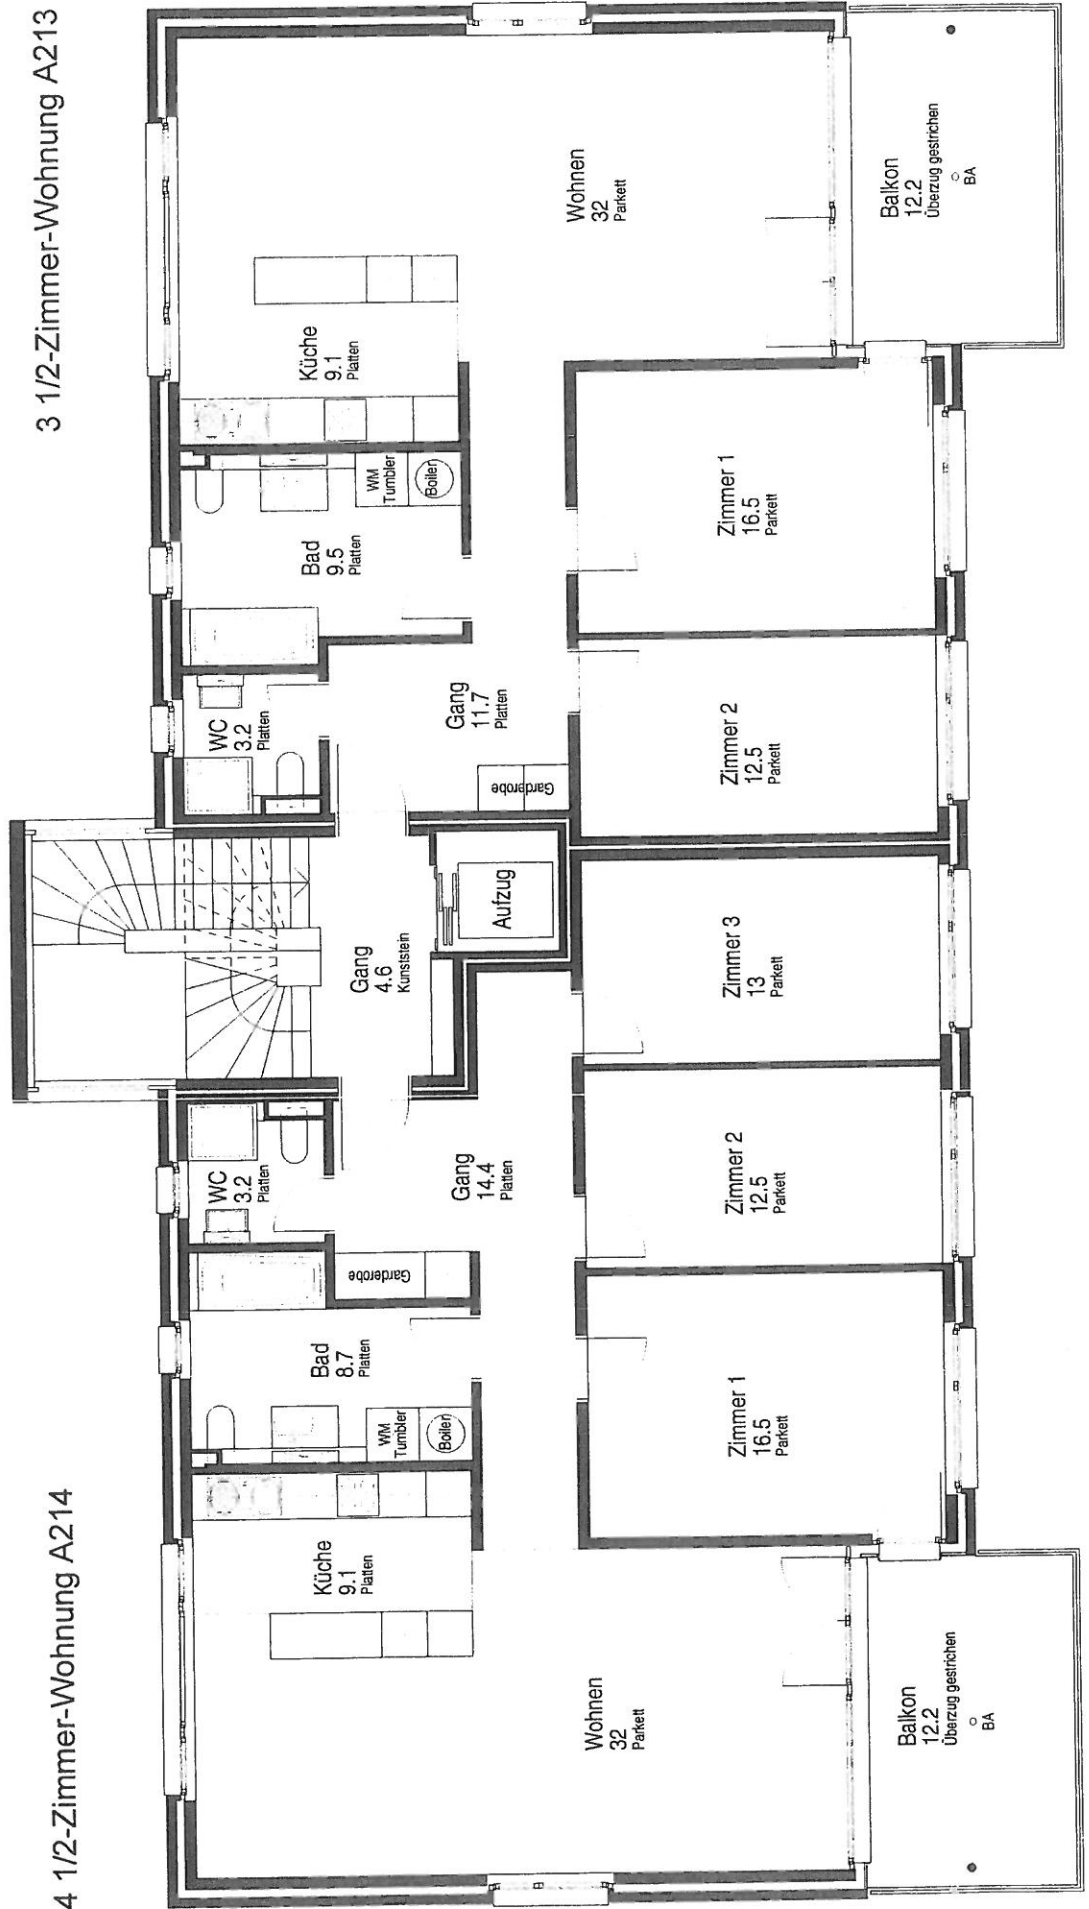 4 1/2-Zimmer-Wohnung A214
3 1/2-Zimmer-Wohnung A213
Küche
9.1
Platten
Wohnen
32
Parkett
Balkon
12.2
Überzug gestrichen
BA
Bad
8.7
Platten
WM
Tumbler
Boiler
Garderobe
WC
3.2
Platten
Gang
14.4
Platten
Zimmer 1
16.5
Parkett
Zimmer 2
12.5
Parkett
Zimmer 3
13
Parkett
Gang
4.6
Kunststein
Aufzug
WC
3.2
Platten
Gang
11.7
Platten
Garderobe
Bad
9.5
Platten
WM
Tumbler
Boiler
Zimmer 2
12.5
Parkett
Zimmer 1
16.5
Parkett
Küche
9.1
Platten
Wohnen
32
Parkett
Balkon
12.2
Überzug gestrichen
BA